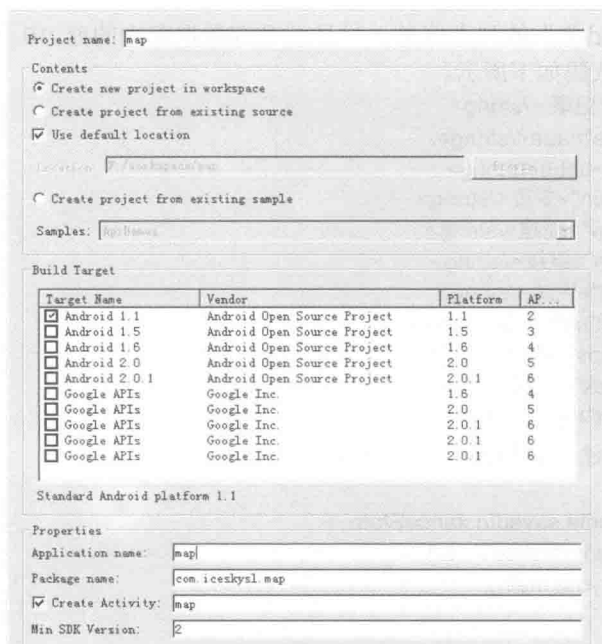 Project name: map
Contents
Create new project in workspace
Create project from existing source
Use default location
Create project from existing sample
Samples: ApiDemos
Build Target
Target Name Vendor Platform AP...
Android 1.1 Android Open Source Project 1.1 2
Android 1.5 Android Open Source Project 1.5 3
Android 1.6 Android Open Source Project 1.6 4
Android 2.0 Android Open Source Project 2.0 5
Android 2.0.1 Android Open Source Project 2.0.1 6
Google APIs Google Inc. 1.6 4
Google APIs Google Inc. 2.0 5
Google APIs Google Inc. 2.0.1 6
Google APIs Google Inc. 2.0.1 6
Google APIs Google Inc. 2.0.1 6
Standard Android platform 1.1
Properties
Application name: map
Package name: com.iceskysl.map
Create Activity: map
Min SDK Version: 2